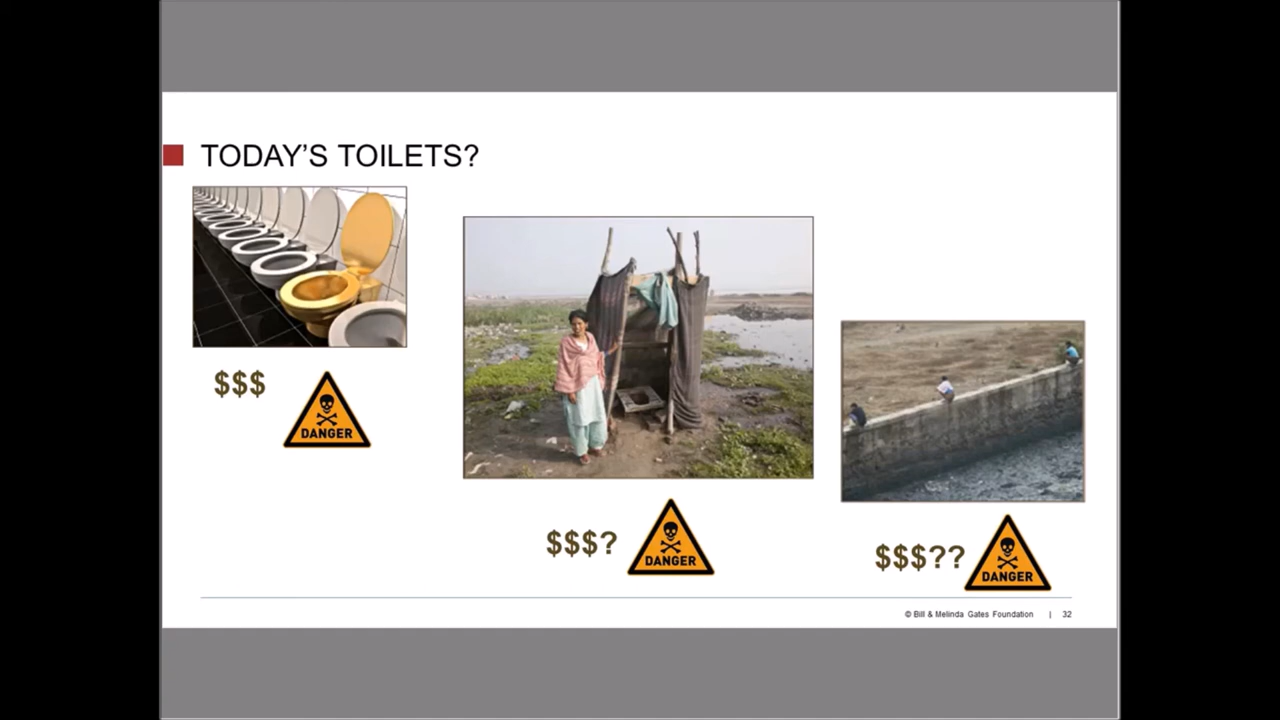 TODAY'S TOILETS?
$$$
DANGER
$$$?
DANGER
$$$??
DANGER
© Bill & Melinda Gates Foundation | 32